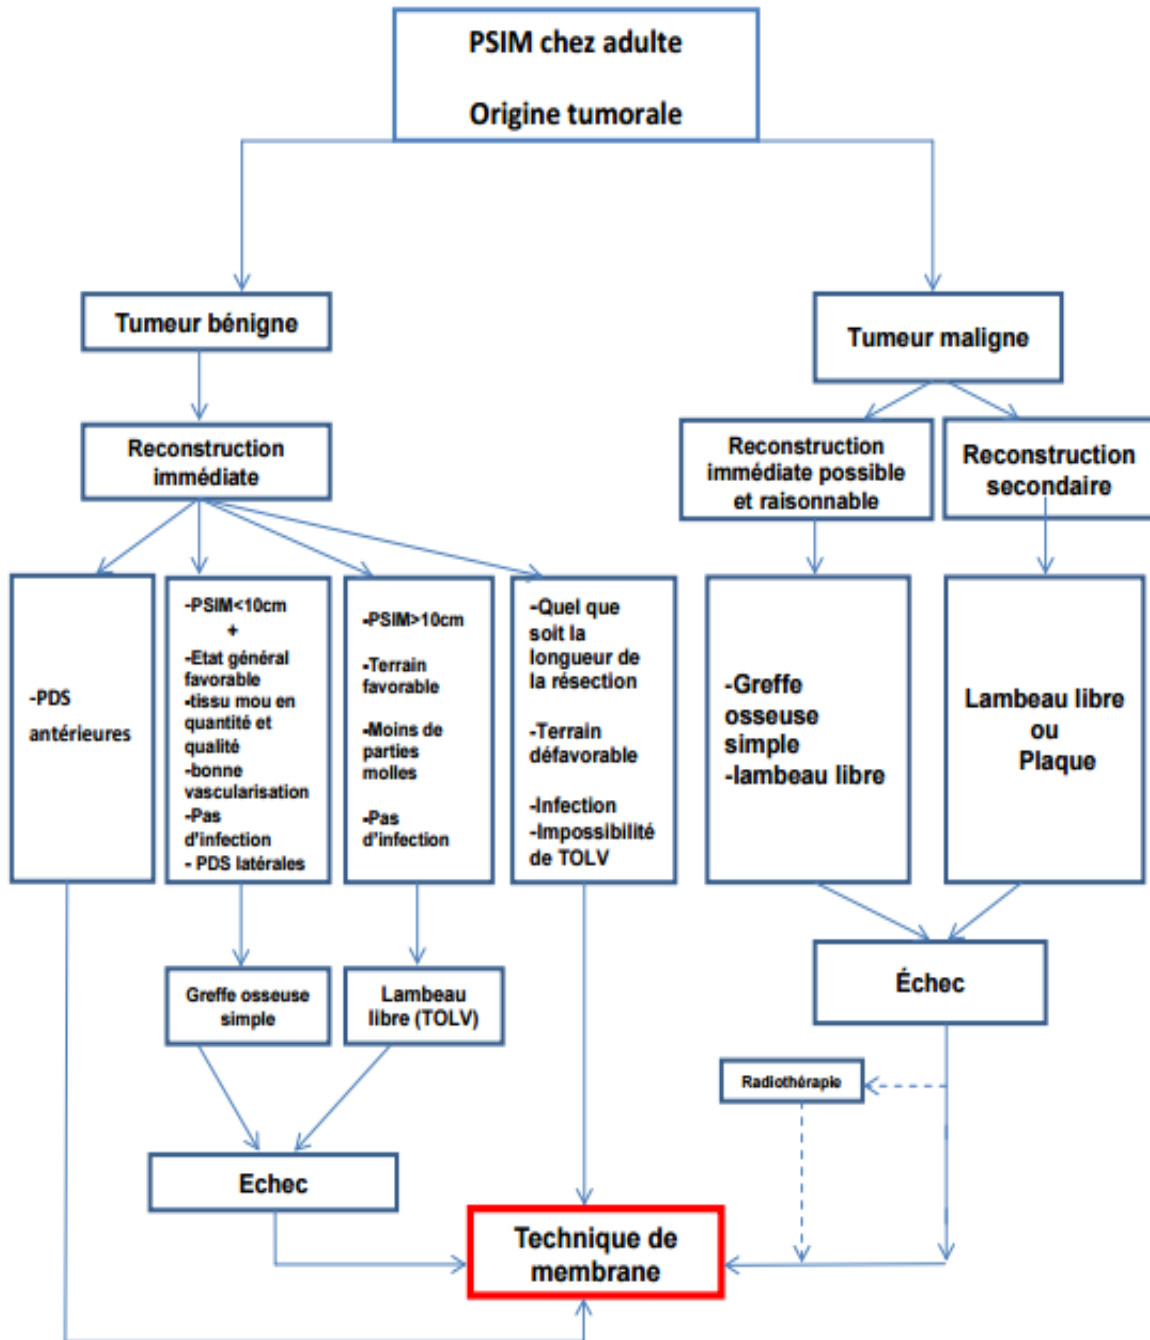 PSIM chez adulte
Origine tumorale
Tumeur bénigne
Tumeur maligne
Reconstruction
immédiate
Reconstruction
immédiate possible
et raisonnable
Reconstruction
secondaire
-PDS
antérieures
-PSIM<10cm
+
-Etat général
favorable
-tissu mou en
quantité et
qualité
-bonne
vascularisation
-Pas
d'infection
- PDS latérales
-PSIM>10cm
-Terrain
favorable
-Moins de
parties
molles
-Pas
d'infection
-Quel que
soit la
longueur de
la résection
-Terrain
défavorable
-Infection
-Impossibilité
de TOLV
-Greffe
osseuse
simple
-lambeau libre
Lambeau libre
ou
Plaque
Greffe osseuse
simple
Lambeau
libre (TOLV)
Échec
Radiothérapie
Echec
Technique de
membrane